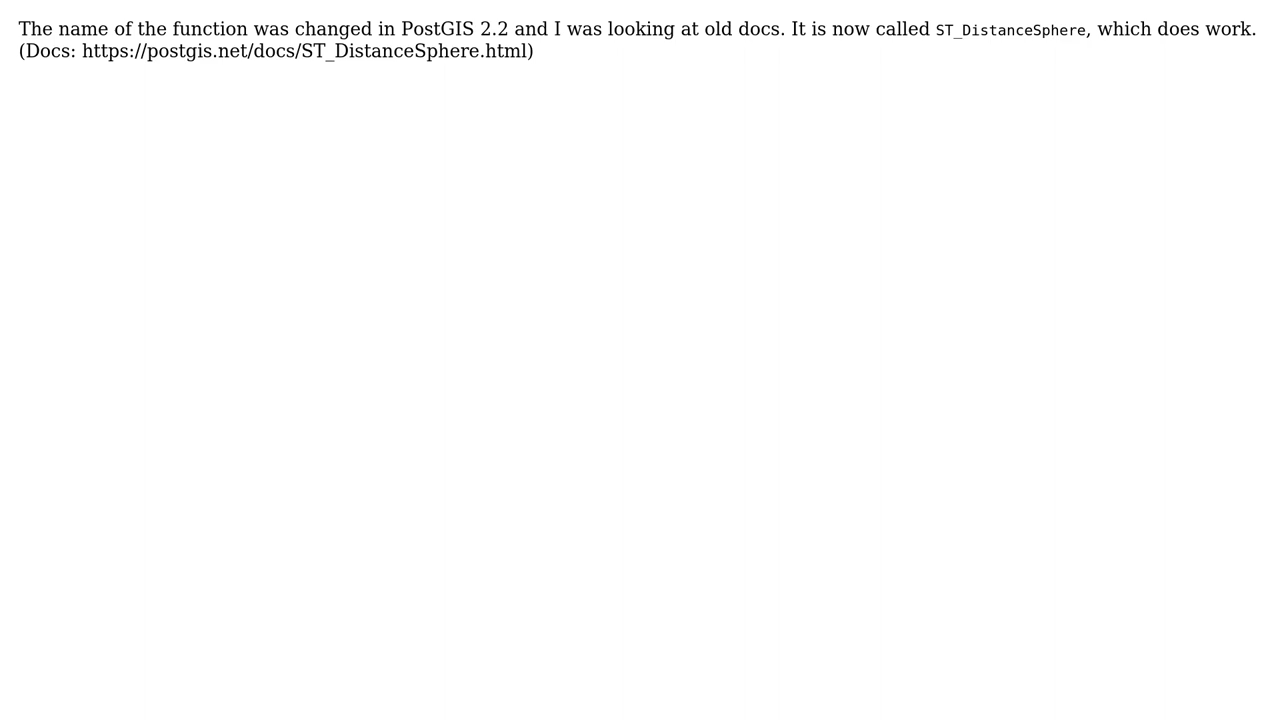 The name of the function was changed in PostGIS 2.2 and I was looking at old docs. It is now called ST_DistanceSphere, which does work.
(Docs: https://postgis.net/docs/ST_DistanceSphere.html)